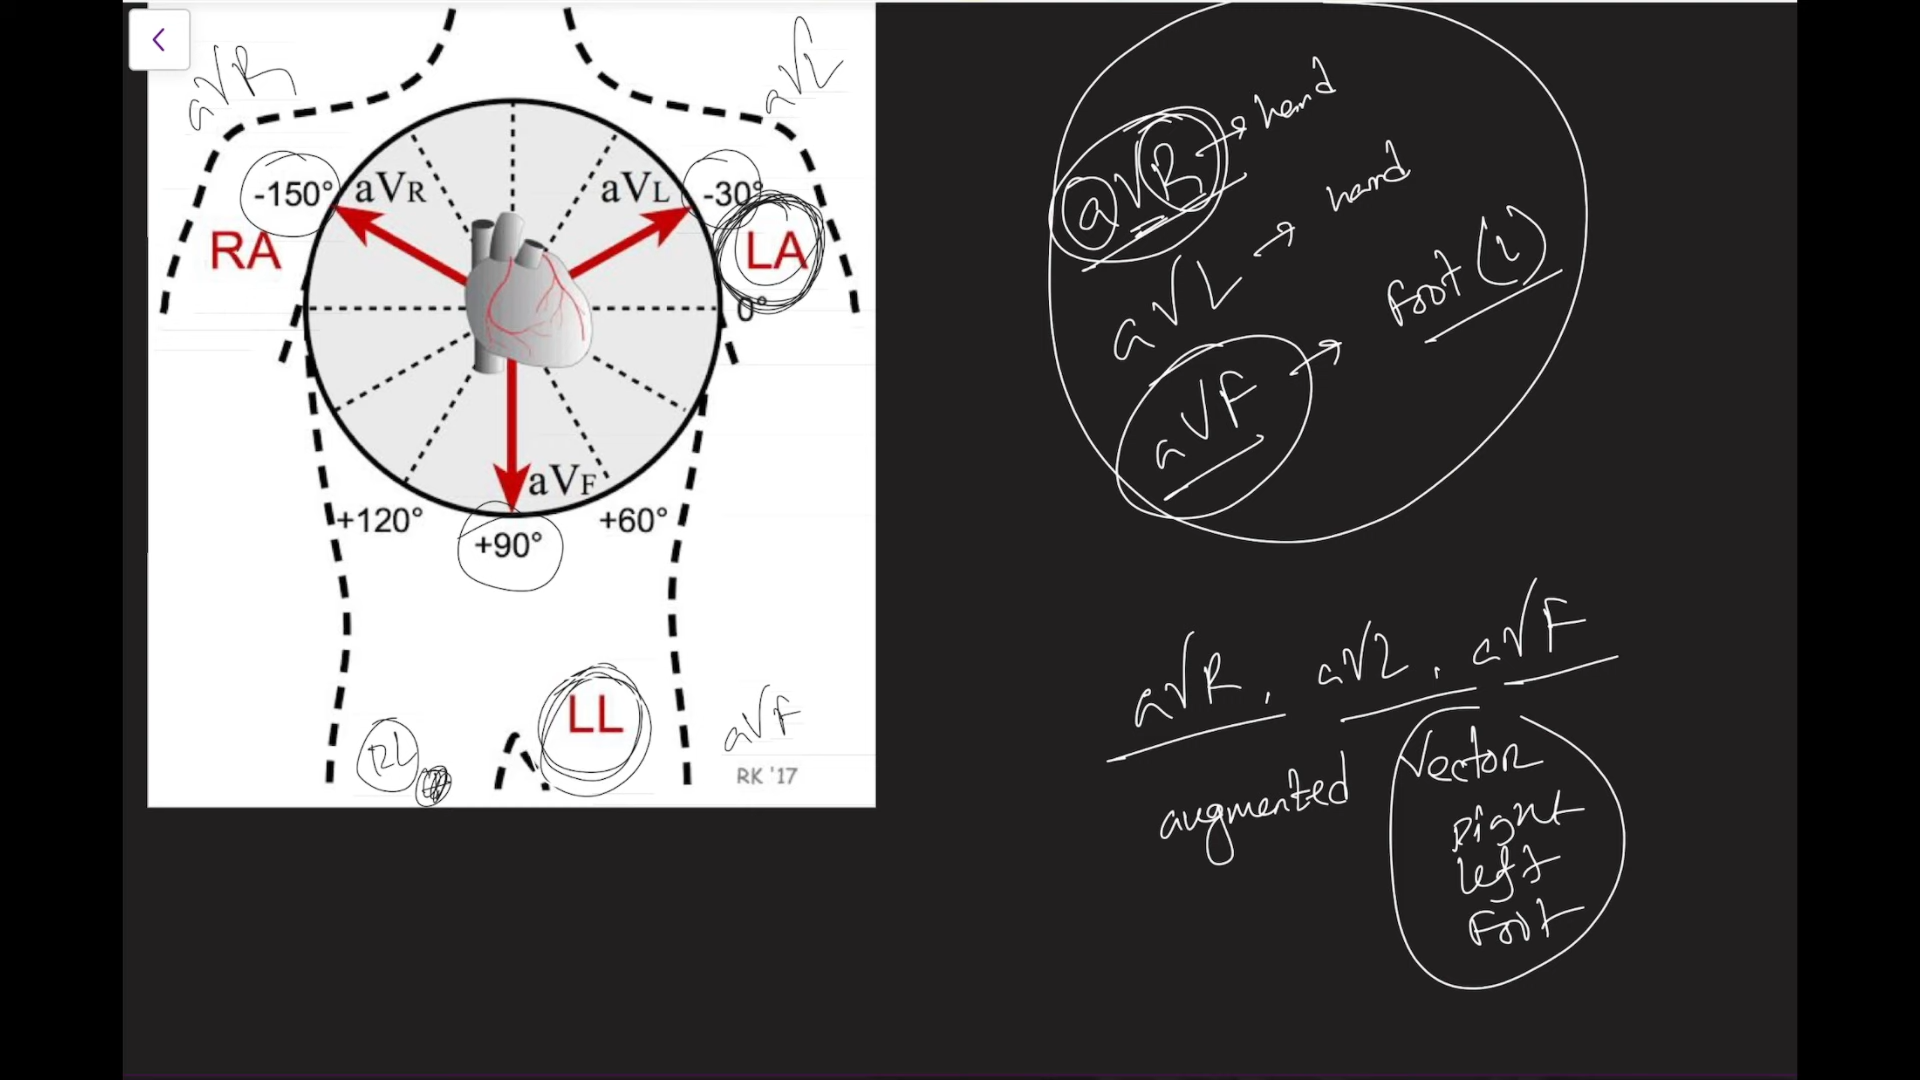 aVR
aVL
-150°
aVR
aVL
-30°
RA
LA
0°
aVF
+120°
+60°
+90°
LL
RL
aVF
RK '17
aVR → hand
aVL → hand
aVF → Foot (L)
aVR, aVL, aVF
augmented
Vector
Right
Left
Foot